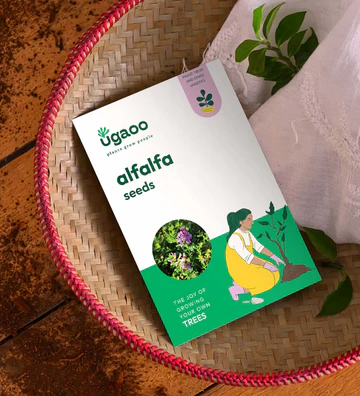 ugaoo
plants grow people
alfalfa
seeds
THE JOY OF
GROWING
YOUR OWN
TREES